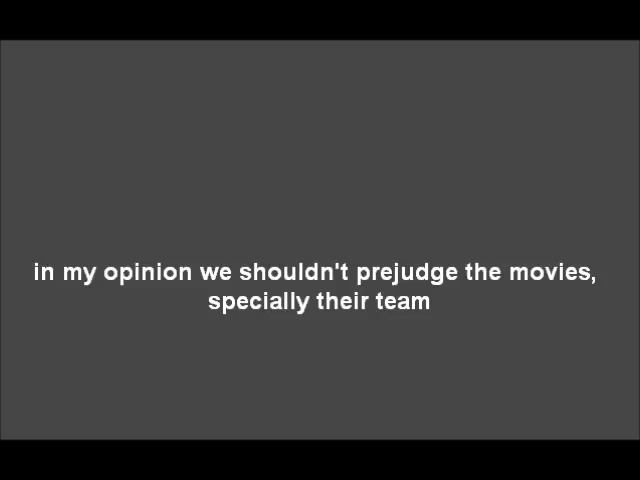 in my opinion we shouldn't prejudge the movies,
specially their team